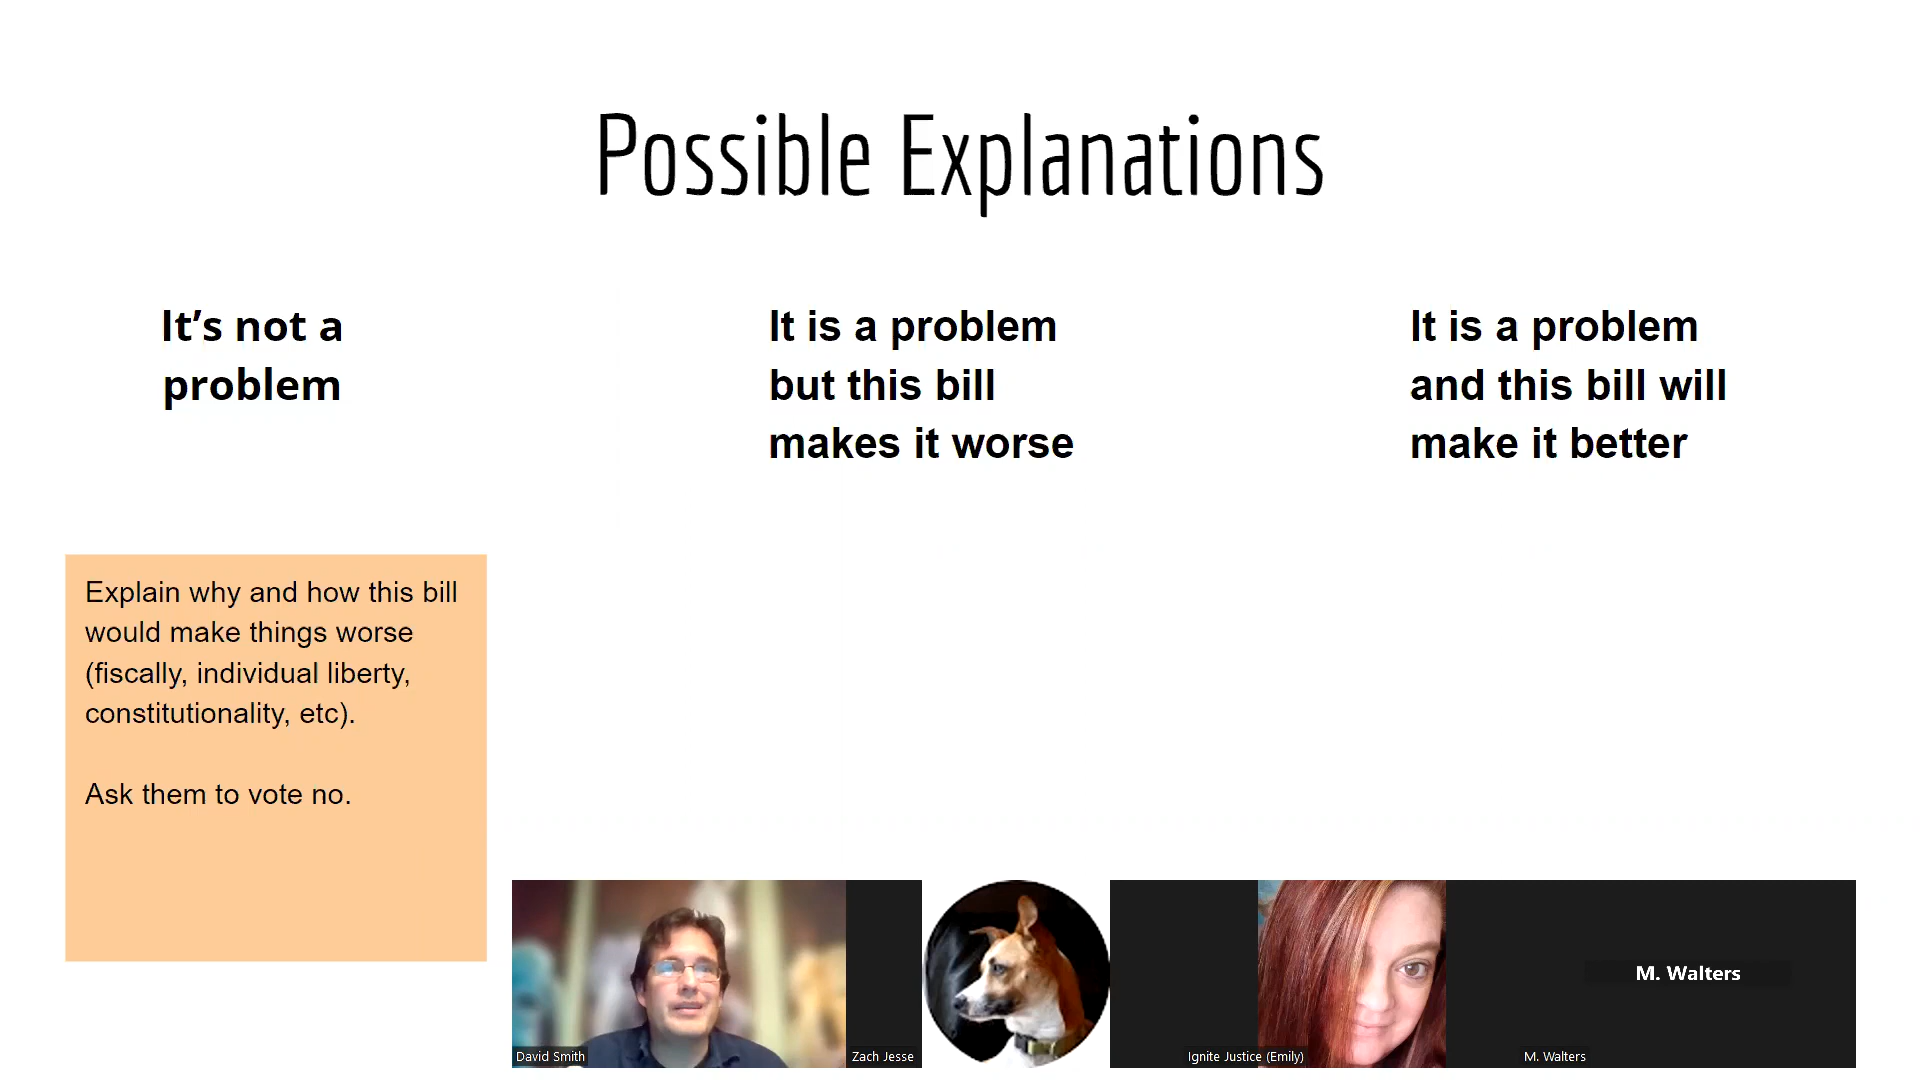 Possible Explanations
It’s not a
problem
It is a problem
but this bill
makes it worse
It is a problem
and this bill will
make it better
Explain why and how this bill
would make things worse
(fiscally, individual liberty,
constitutionality, etc).
Ask them to vote no.
M. Walters
David Smith
Zach Jesse
Ignite Justice (Emily)
M. Walters